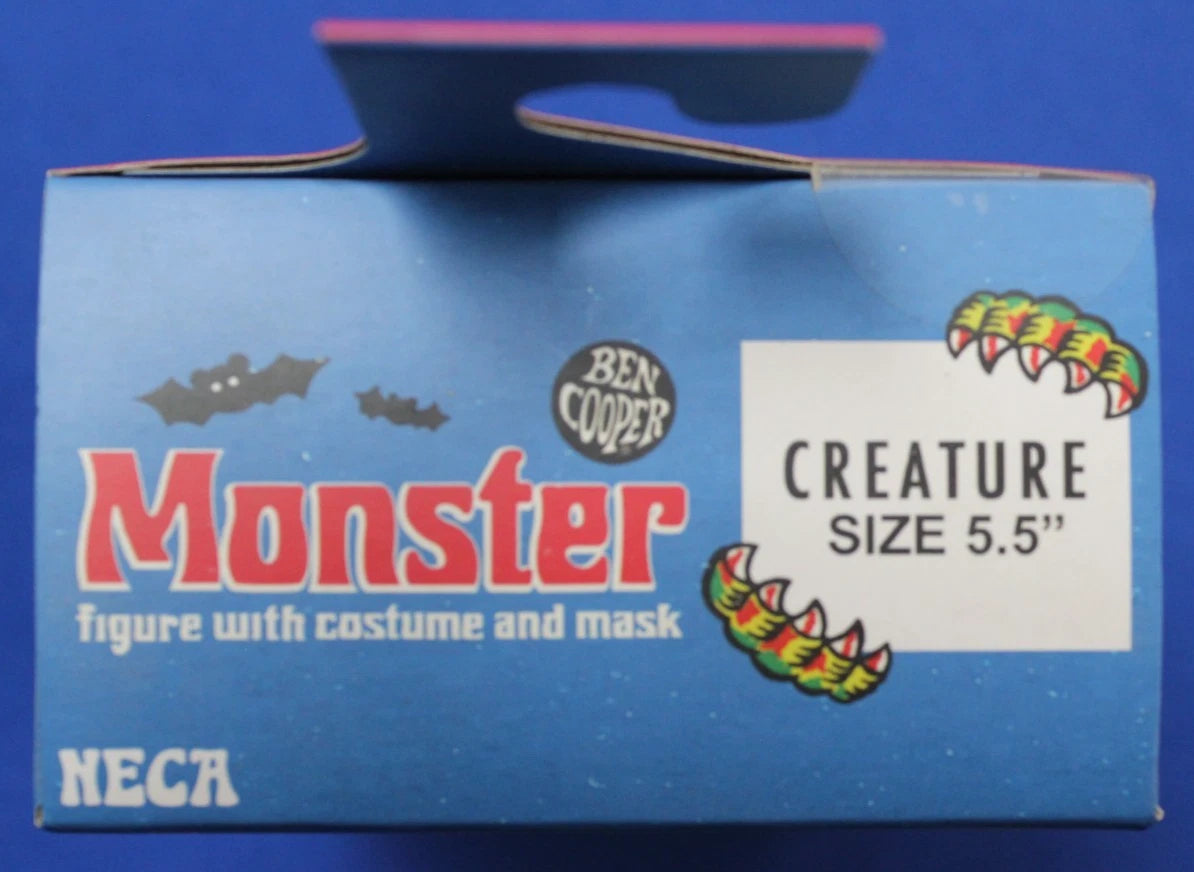 BEN
COOPER
Monster
figure with costume and mask
CREATURE
SIZE 5.5”
NECA